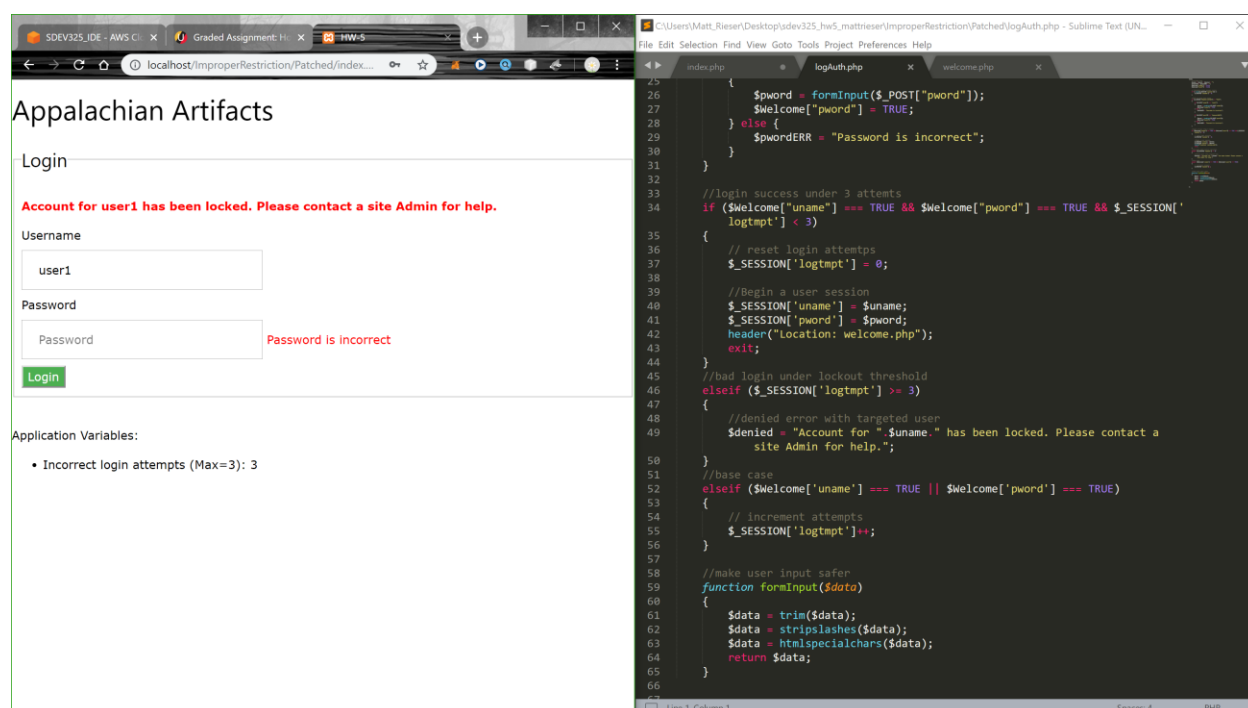 SDEV325_IDE - AWS Cl
Graded Assignment: Ho
HW-5
localhost/ImproperRestriction/Patched/index....
Appalachian Artifacts
Login
Account for user1 has been locked. Please contact a site Admin for help.
Username
user1
Password
Password
Password is incorrect
Login
Application Variables:
• Incorrect login attemps (Max=3): 3
C:\Users\Matt_Rieser\Desktop\sdev325_hw5_mattrieser\ImproperRestriction\Patched\logAuth.php - Sublime Text (UN...
File Edit Selection Find View Goto Tools Project Preferences Help
index.php
logAuth.php
welcome.php
25 {
26 $pword = formInput($_POST["pword"]);
27 $Welcome["pword"] = TRUE;
28 } else {
29 $pwordERR = "Password is incorrect";
30 }
31 }
32
33 //login success under 3 attemts
34 if ($Welcome["uname"] === TRUE && $Welcome["pword"] === TRUE && $_SESSION['
logtmpt'] < 3)
35 {
36 // reset login attemtps
37 $_SESSION['logtmpt'] = 0;
38
39 //Begin a user session
40 $_SESSION['uname'] = $uname;
41 $_SESSION['pword'] = $pword;
42 header("Location: welcome.php");
43 exit;
44 }
45 //bad login under lockout threshold
46 elseif ($_SESSION['logtmpt'] >= 3)
47 {
48 //denied error with targeted user
49 $denied = "Account for ".$uname." has been locked. Please contact a
site Admin for help.";
50 }
51 //base case
52 elseif ($Welcome['uname'] === TRUE || $Welcome['pword'] === TRUE)
53 {
54 // increment attempts
55 $_SESSION['logtmpt']++;
56 }
57
58 //make user input safer
59 function formInput($data)
60 {
61 $data = trim($data);
62 $data = stripslashes($data);
63 $data = htmlspecialchars($data);
64 return $data;
65 }
66
67
Line 1, Column 1
Spaces: 4
PHP